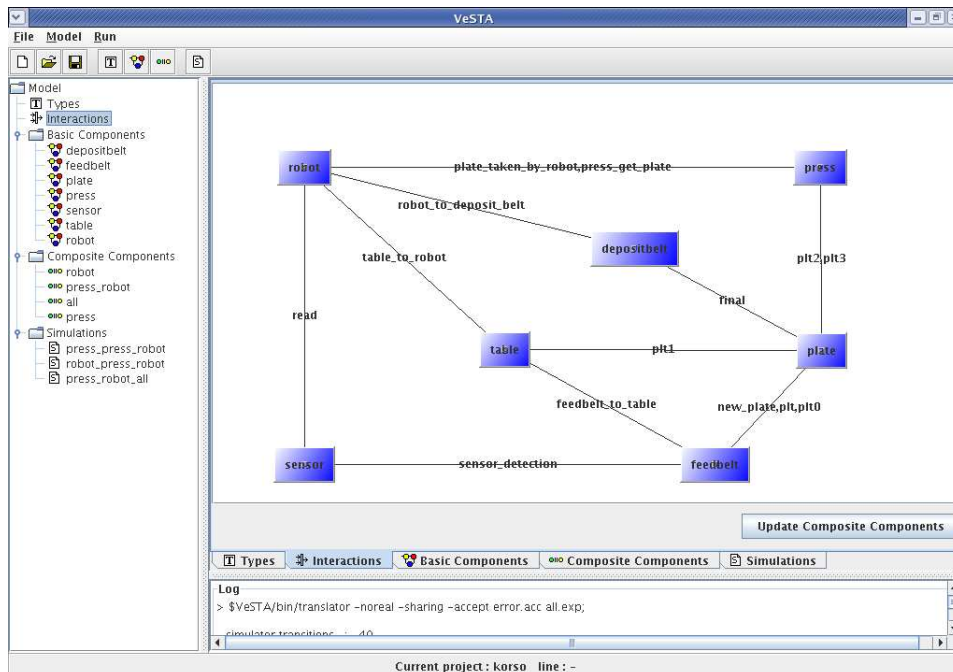 VeSTA
File Model Run
Model
Types
Interactions
Basic Components
depositbelt
feedbelt
plate
press
sensor
table
robot
Composite Components
robot
press_robot
all
press
Simulations
press_press_robot
robot_press_robot
press_robot_all
robot
plate_taken_by_robot,press_get_plate
press
robot_to_deposit_belt
depositbelt
table_to_robot
plt2,plt3
final
read
table
plt1
plate
feedbelt_to_table
new_plate,plt,plt0
sensor
sensor_detection
feedbelt
Update Composite Components
Types Interactions Basic Components Composite Components Simulations
Log
> $VeSTA/bin/translator -noreal -sharing -accept error.acc all.exp;
simulator transitions : 40
Current project : korso line : -